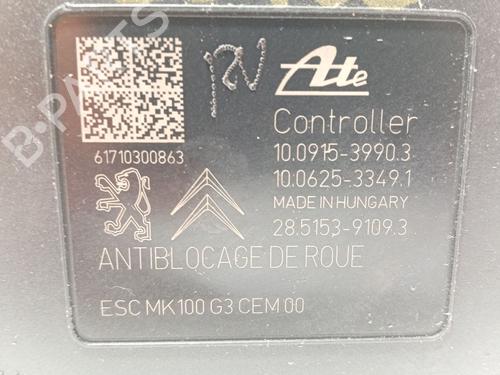 12V
Ate
Controller
61710300863
10.0915-3990.3
10.0625-3349.1
MADE IN HUNGARY
28.5153-9109.3
ANTIBLOCAGE DE ROUE
ESC MK100 G3 CEM 00
B-PARTS